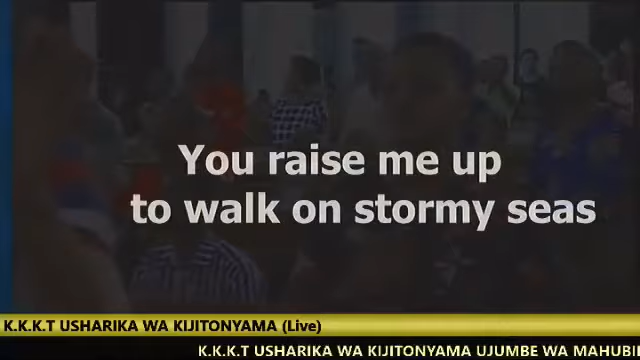 You raise me up
to walk on stormy seas
K.K.K.T USHARIKA WA KIJITONYAMA (Live)
K.K.K.T USHARIKA WA KIJITONYAMA UJUMBE WA MAHUBI